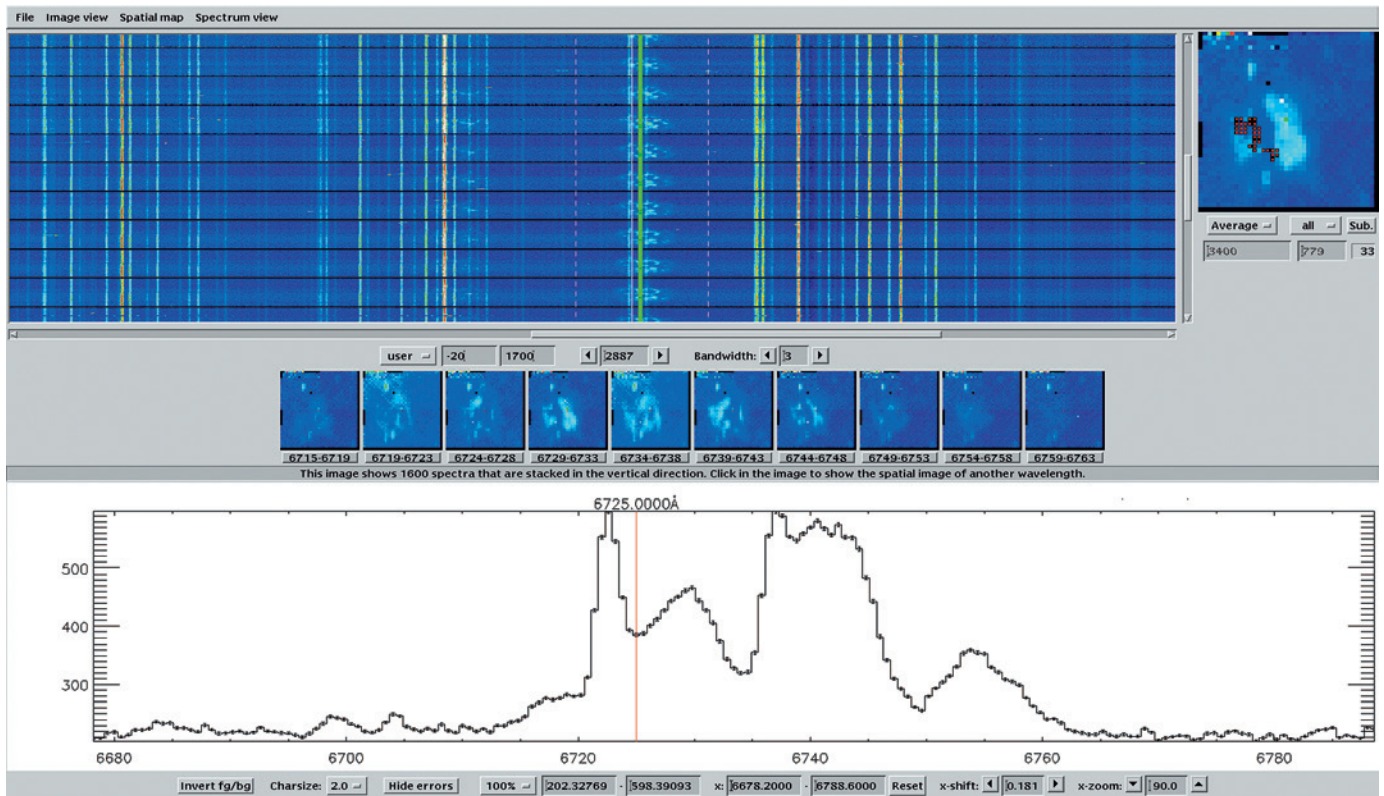 File Image view Spatial map Spectrum view
Average all Sub.
3400 779 33
user -20 1700 2887 Bandwidth: 3
6715-6719 6719-6723 6724-6728 6729-6733 6734-6738 6739-6743 6744-6748 6749-6753 6754-6758 6759-6763
This image shows 1600 spectra that are stacked in the vertical direction. Click in the image to show the spatial image of another wavelength.
6725.0000Å
500
400
300
6680 6700 6720 6740 6760 6780
Invert fg/bg Charsize: 2.0 Hide errors 100% 202.32769 - 598.39093 x: 6678.2000 - 6788.6000 Reset x-shift: 0.181 x-zoom: 90.0